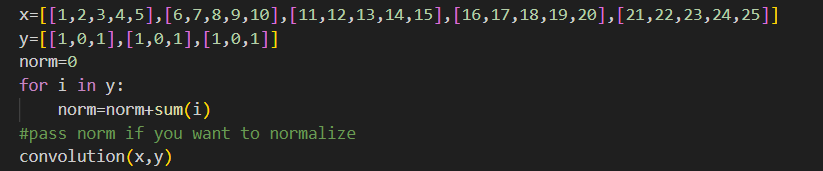 x=[[1,2,3,4,5],[6,7,8,9,10],[11,12,13,14,15],[16,17,18,19,20],[21,22,23,24,25]]
y=[[1,0,1],[1,0,1],[1,0,1]]
norm=0
for i in y:
    norm=norm+sum(i)
#pass norm if you want to normalize
convolution(x,y)